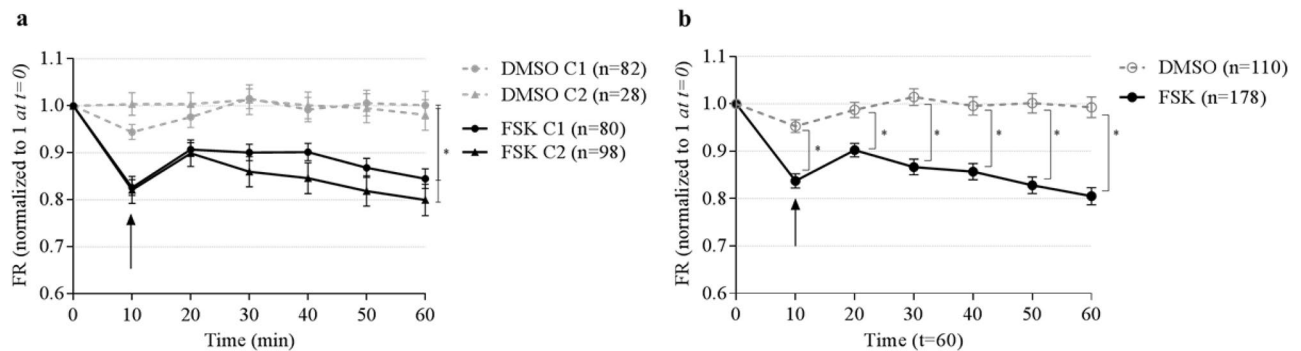 a
FR (normalized to 1 at t=0)
1.1
1.0
0.9
0.8
0.7
0.6
0 10 20 30 40 50 60
Time (min)
*
DMSO C1 (n=82)
DMSO C2 (n=28)
FSK C1 (n=80)
FSK C2 (n=98)
b
FR (normalized to 1 at t=0)
1.1
1.0
0.9
0.8
0.7
0.6
* * * * * *
0 10 20 30 40 50 60
Time (t=60)
DMSO (n=110)
FSK (n=178)